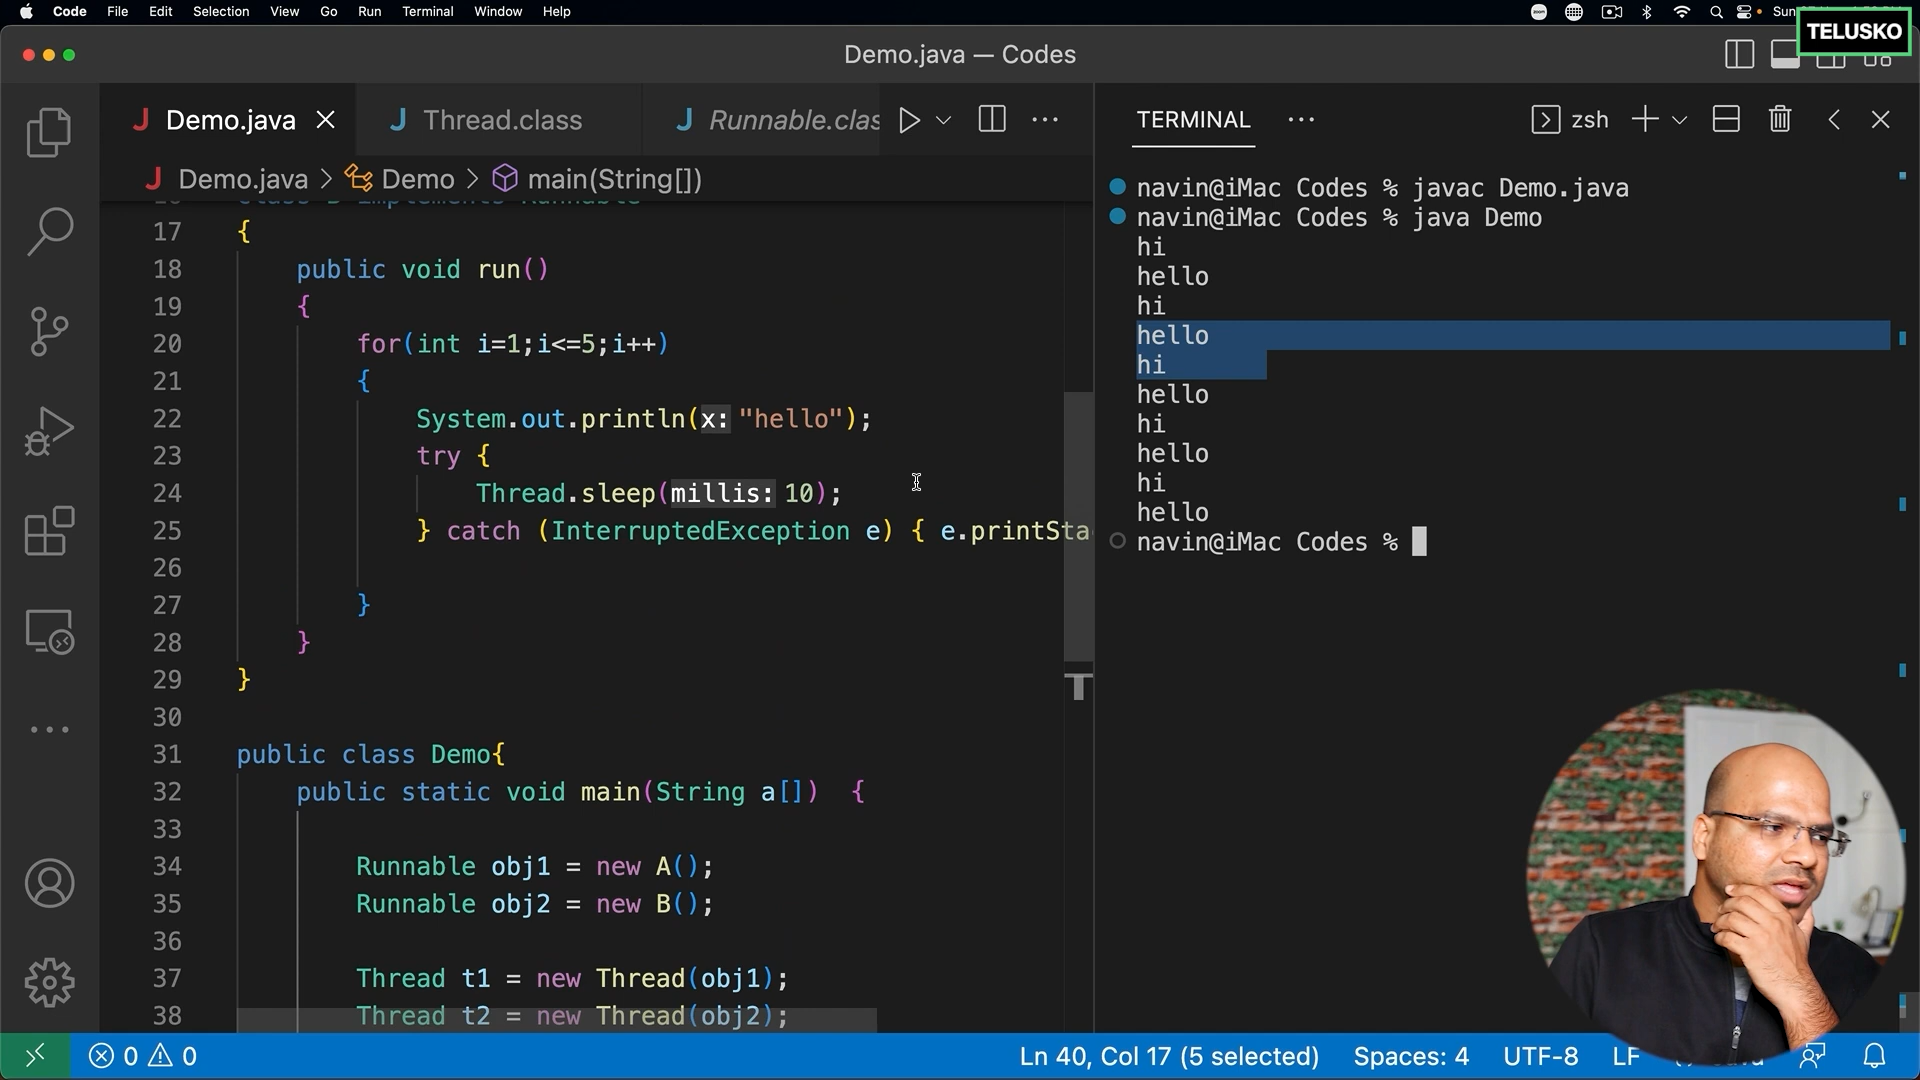 Code File Edit Selection View Go Run Terminal Window Help
zoom
Sun
TELUSKO
Demo.java — Codes
Demo.java
Thread.class
Runnable.clas
TERMINAL
zsh
Demo.java > Demo > main(String[])
17 {
18 public void run()
19 {
20 for(int i=1;i<=5;i++)
21 {
22 System.out.println(x: "hello");
23 try {
24 Thread.sleep(millis: 10);
25 } catch (InterruptedException e) { e.printSta
26
27 }
28 }
29 }
30
31 public class Demo{
32 public static void main(String a[]) {
33
34 Runnable obj1 = new A();
35 Runnable obj2 = new B();
36
37 Thread t1 = new Thread(obj1);
38 Thread t2 = new Thread(obj2);
navin@iMac Codes % javac Demo.java
navin@iMac Codes % java Demo
hi
hello
hi
hello
hi
hello
hi
hello
hi
hello
navin@iMac Codes %
0 0
Ln 40, Col 17 (5 selected) Spaces: 4 UTF-8 LF